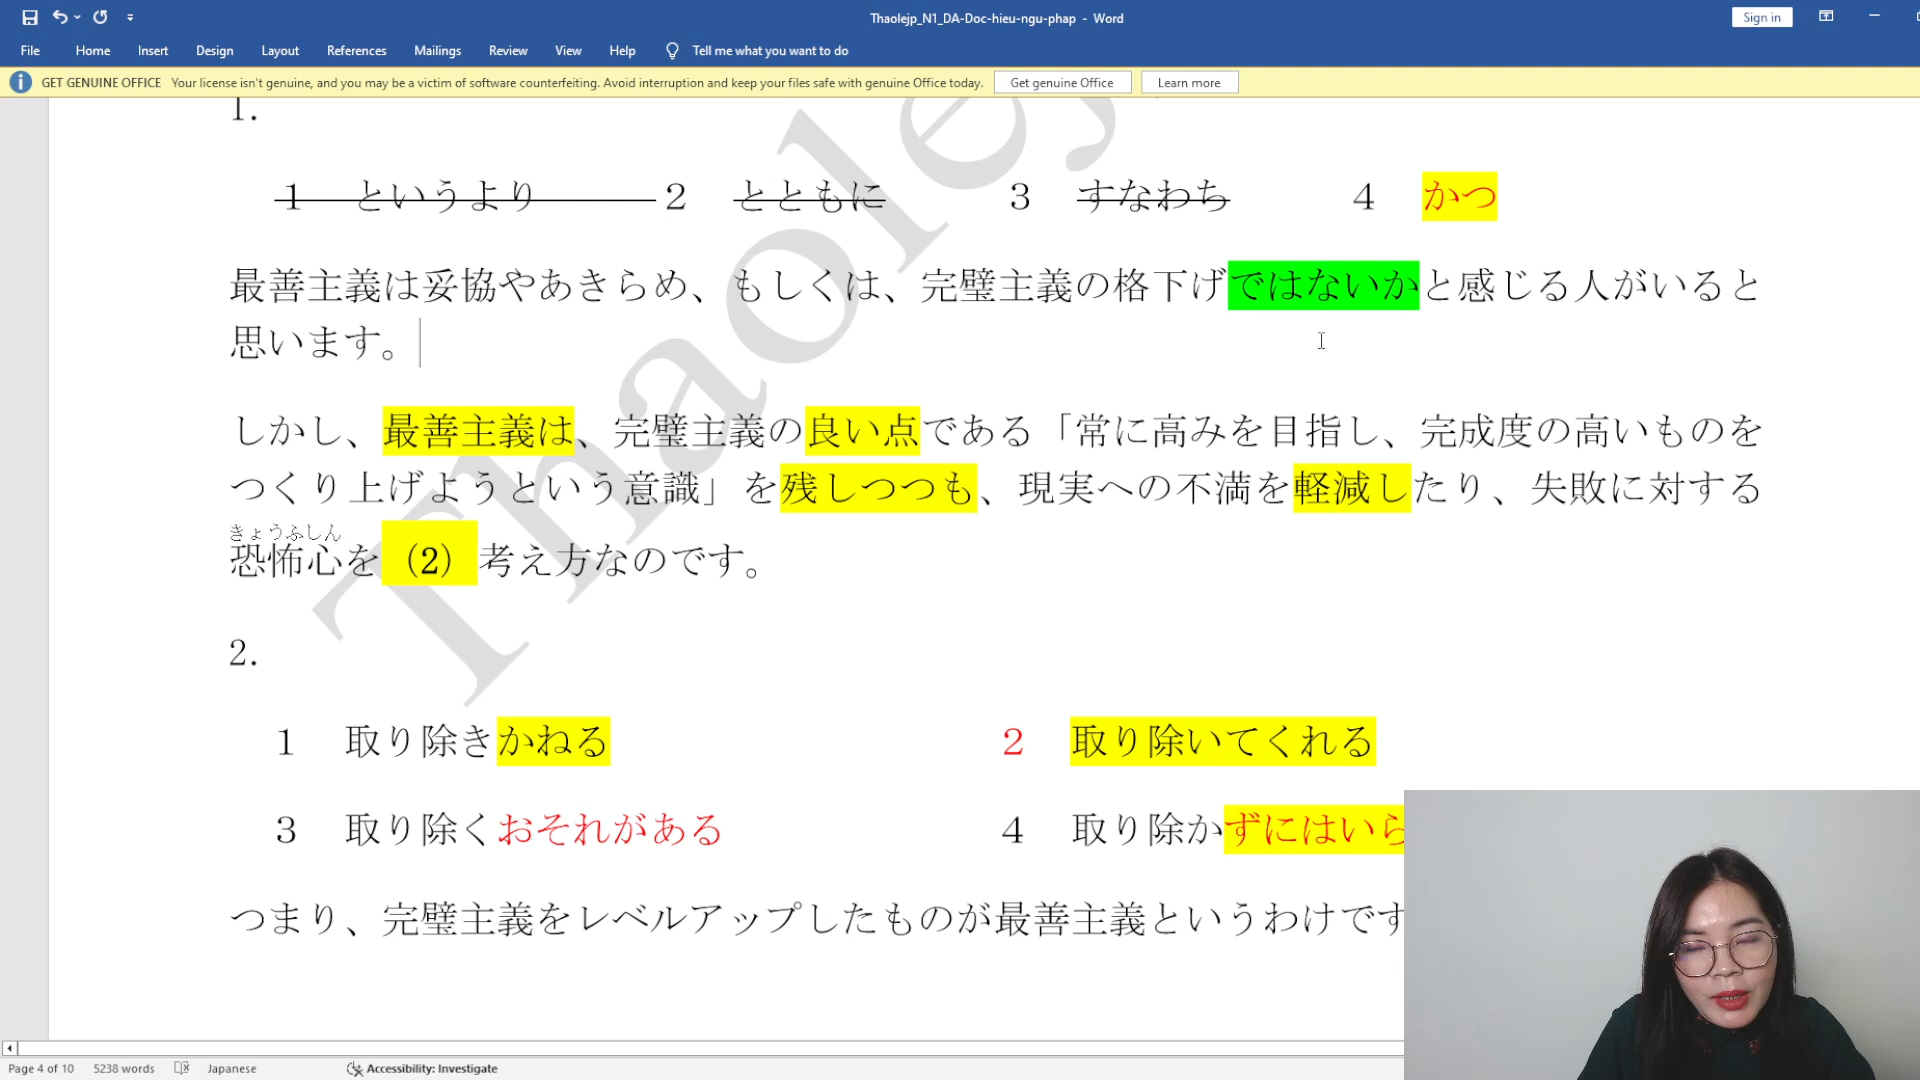 Thaolejp_N1_DA-Doc-hieu-ngu-phap - Word
Sign in
File Home Insert Design Layout References Mailings Review View Help Tell me what you want to do
GET GENUINE OFFICE Your license isn't genuine, and you may be a victim of software counterfeiting. Avoid interruption and keep your files safe with genuine Office today. Get genuine Office Learn more
1.
1 というより 2 とともに 3 すなわち 4 かつ
最善主義は妥協やあきらめ、もしくは、完璧主義の格下げではないかと感じる人がいると
思います。
しかし、最善主義は、完璧主義の良い点である「常に高みを目指し、完成度の高いものを
つくり上げようという意識」を残しつつも、現実への不満を軽減したり、失敗に対する
きょうふしん
恐怖心を（2）考え方なのです。
2.
1 取り除きかねる 2 取り除いてくれる
3 取り除くおそれがある 4 取り除かずにはいら
つまり、完璧主義をレベルアップしたものが最善主義というわけです
Thaolej
Page 4 of 10 5238 words Japanese Accessibility: Investigate